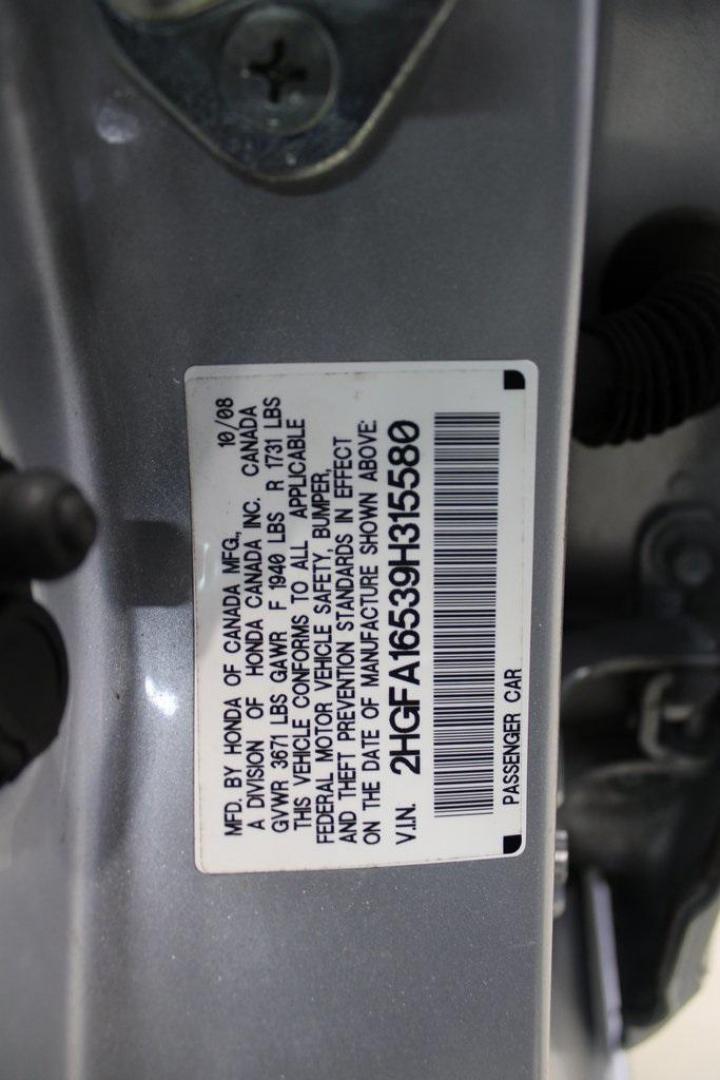 MFD. BY HONDA OF CANADA MFG., 10/08
A DIVISION OF HONDA CANADA INC. CANADA
GVWR 3671 LBS GAWR F 1940 LBS R 1731 LBS
THIS VEHICLE CONFORMS TO ALL APPLICABLE
FEDERAL MOTOR VEHICLE SAFETY, BUMPER,
AND THEFT PREVENTION STANDARDS IN EFFECT
ON THE DATE OF MANUFACTURE SHOWN ABOVE:
V.I.N. 2HGFA16539H315580
PASSENGER CAR